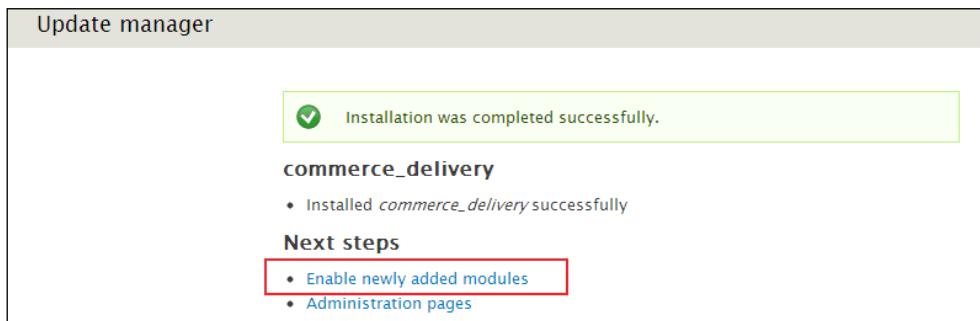 Update manager
Installation was completed successfully.
commerce_delivery
• Installed commerce_delivery successfully
Next steps
• Enable newly added modules
• Administration pages